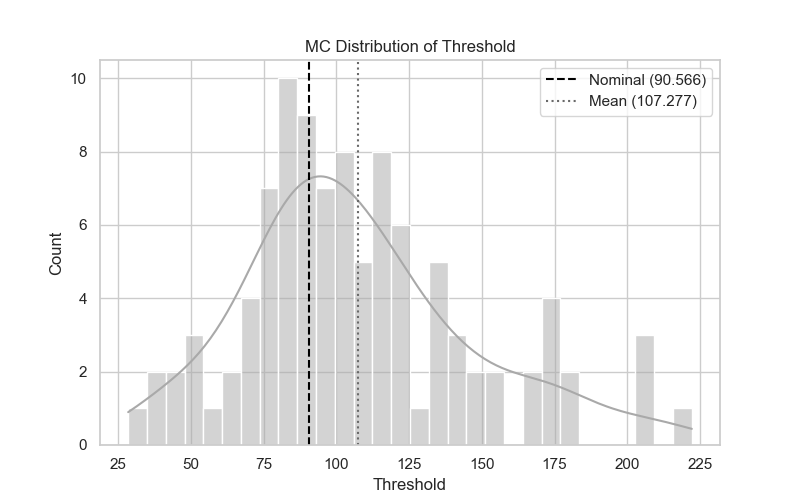 MC Distribution of Threshold
Nominal (90.566)
Mean (107.277)
Count
10
8
6
4
2
0
25 50 75 100 125 150 175 200 225
Threshold